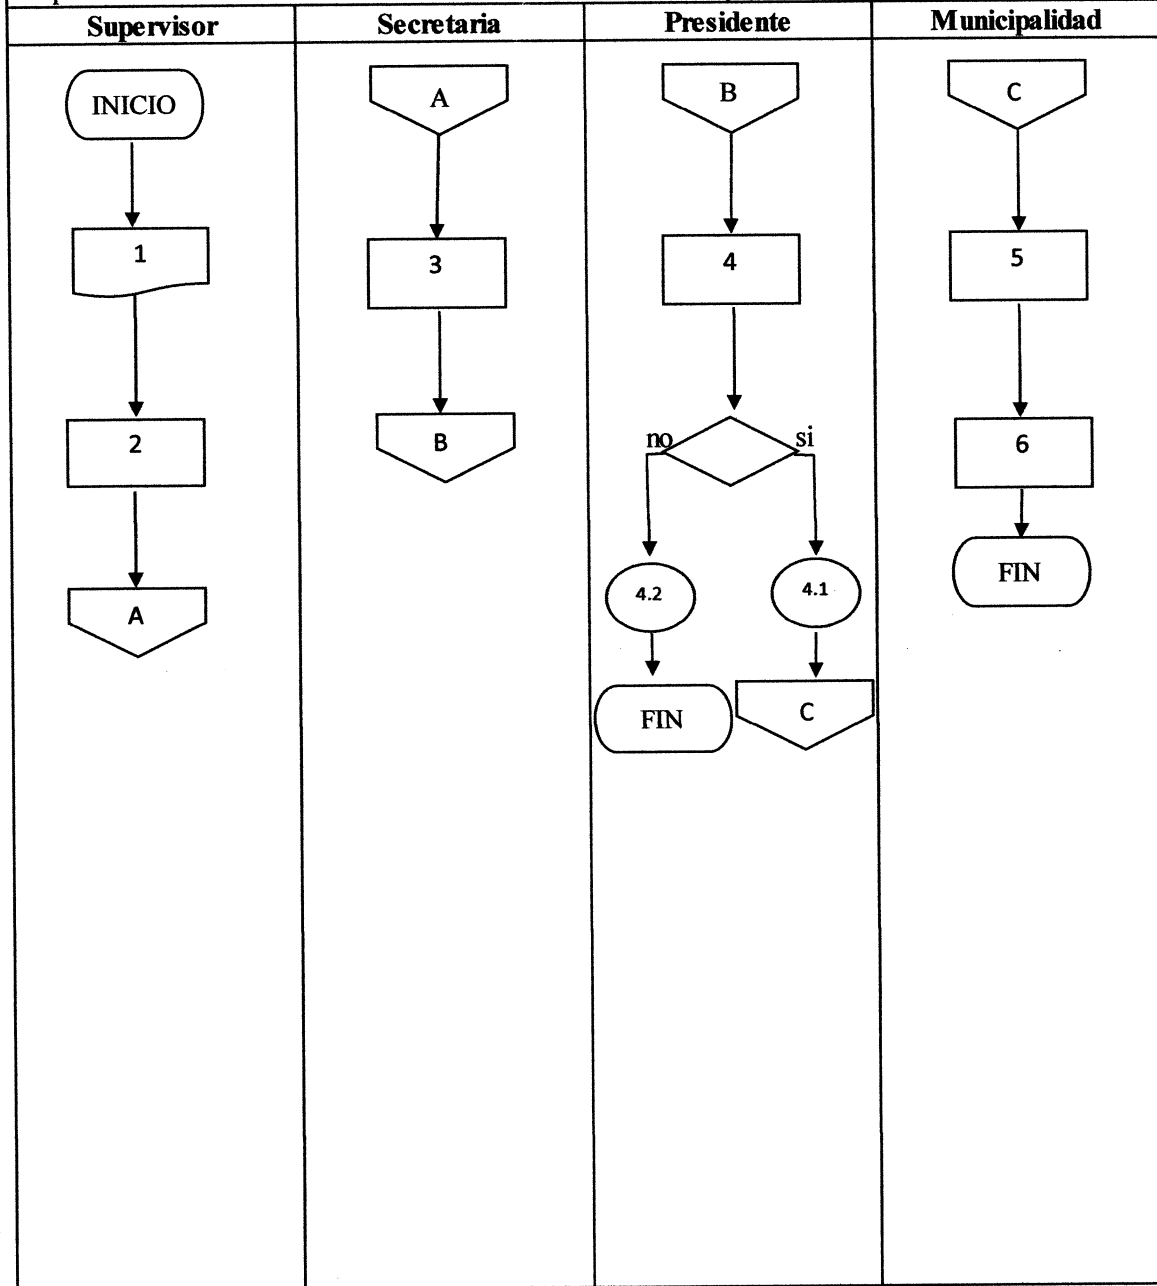 Supervisor
Secretaria
Presidente
Municipalidad
INICIO
1
2
A
A
3
B
B
4
no
si
4.2
4.1
FIN
C
C
5
6
FIN